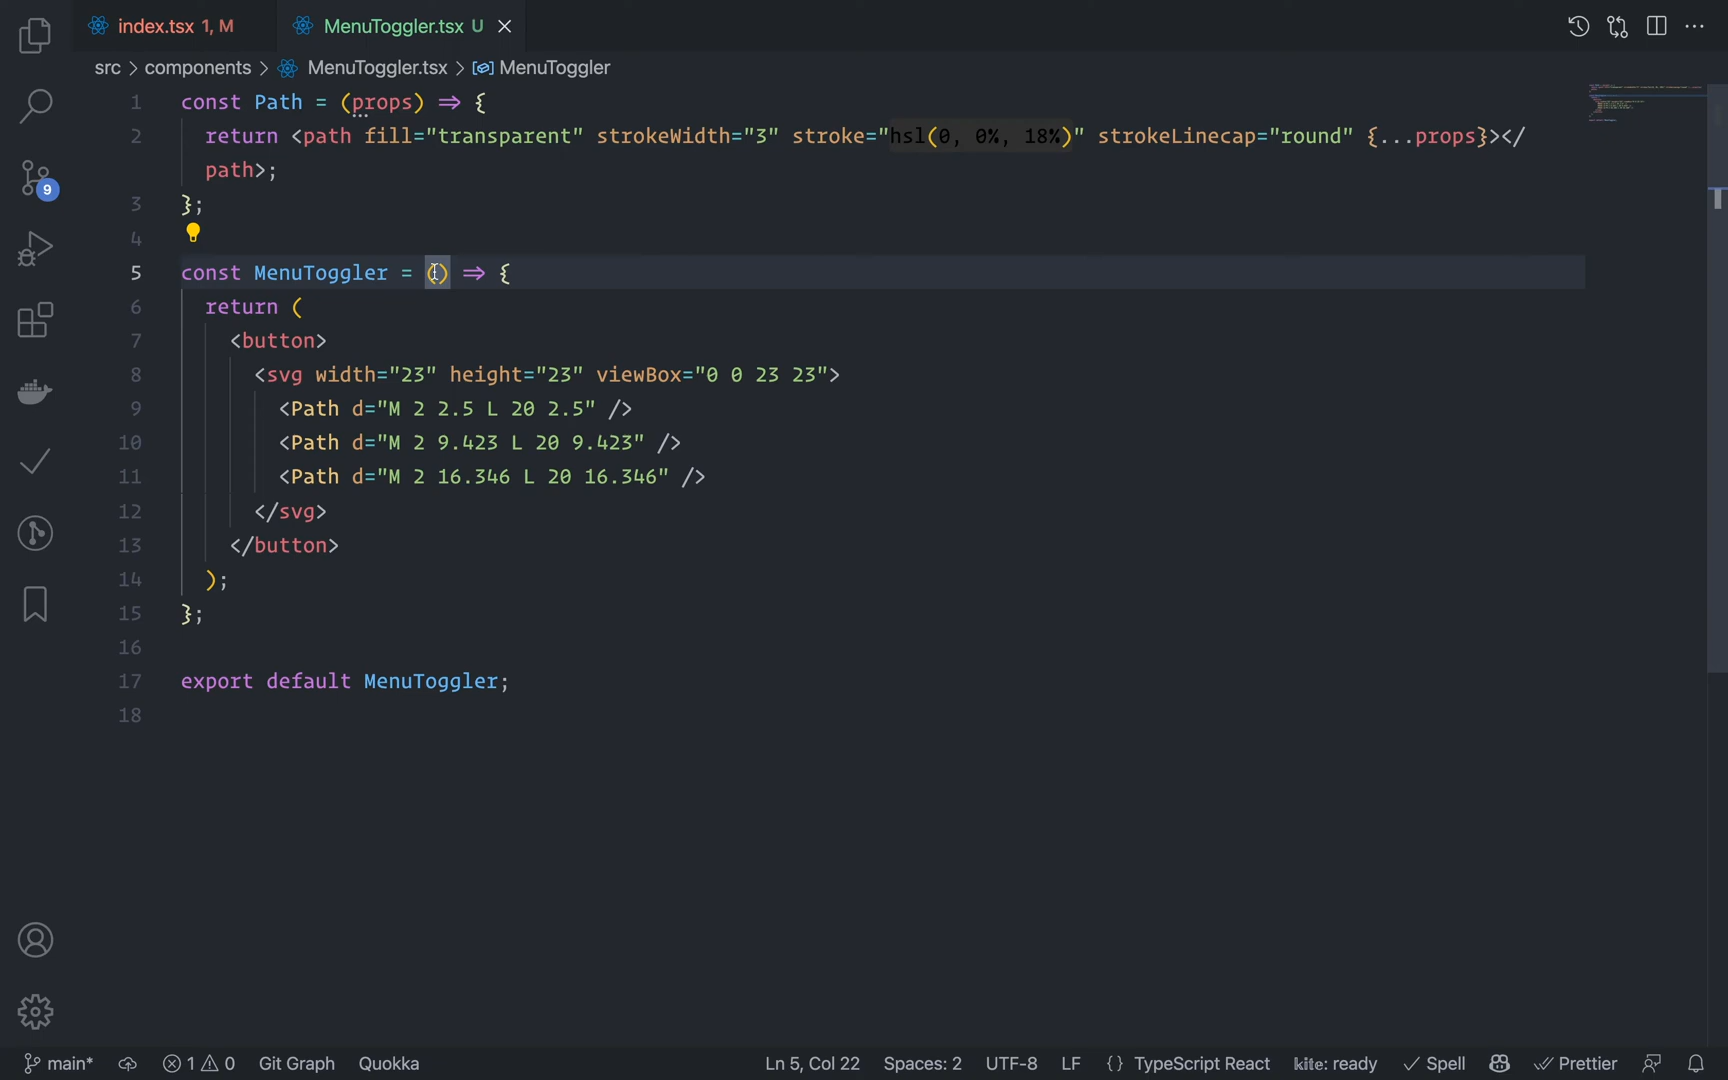 index.tsx 1, M
MenuToggler.tsx U
src > components > MenuToggler.tsx > MenuToggler
1 const Path = (props) => {
2 return <path fill="transparent" strokeWidth="3" stroke="hsl(0, 0%, 18%)" strokeLinecap="round" {...props}></
path>;
3 };
4
5 const MenuToggler = () => {
6 return (
7 <button>
8 <svg width="23" height="23" viewBox="0 0 23 23">
9 <Path d="M 2 2.5 L 20 2.5" />
10 <Path d="M 2 9.423 L 20 9.423" />
11 <Path d="M 2 16.346 L 20 16.346" />
12 </svg>
13 </button>
14 );
15 };
16
17 export default MenuToggler;
18
9
main* 1 0 Git Graph Quokka Ln 5, Col 22 Spaces: 2 UTF-8 LF {} TypeScript React kite: ready Spell Prettier